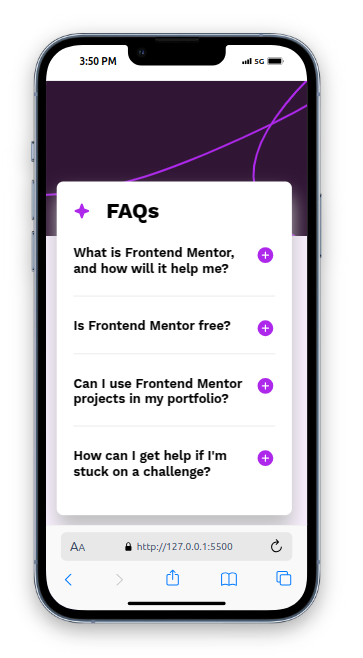 3:50 PM
5G
FAQs
What is Frontend Mentor,
and how will it help me?
Is Frontend Mentor free?
Can I use Frontend Mentor
projects in my portfolio?
How can I get help if I'm
stuck on a challenge?
AA
http://127.0.0.1:5500